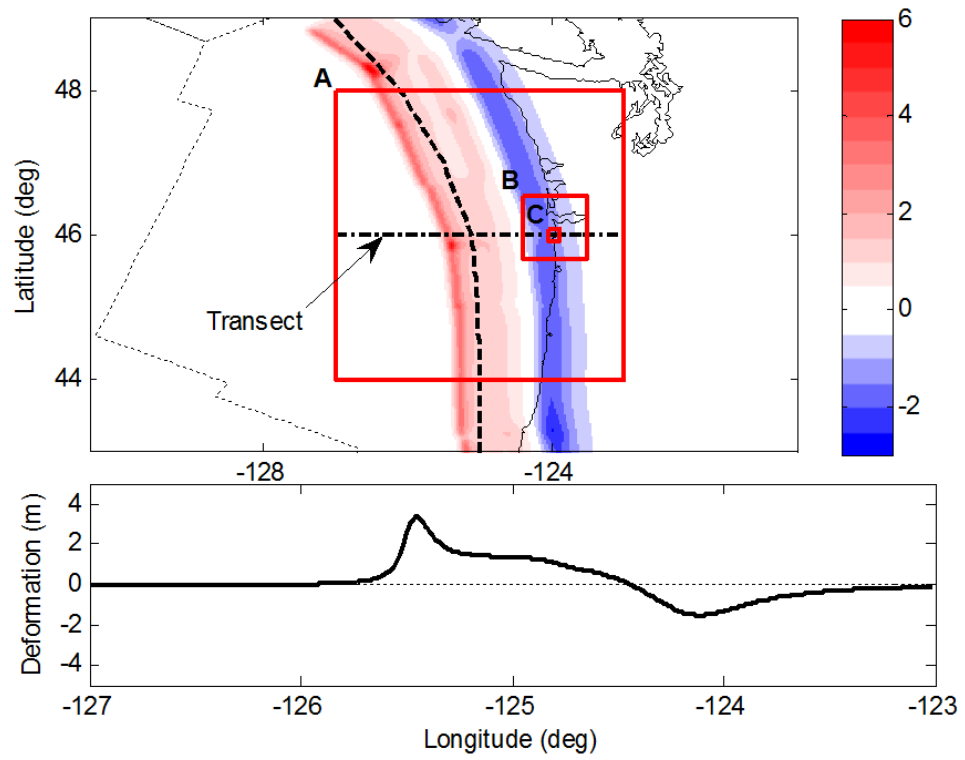 6
A
48
4
B
2
C
46
Latitude (deg)
0
Transect
-2
44
-128
-124
4
2
0
-2
-4
Deformation (m)
-127
-126
-125
-124
-123
Longitude (deg)